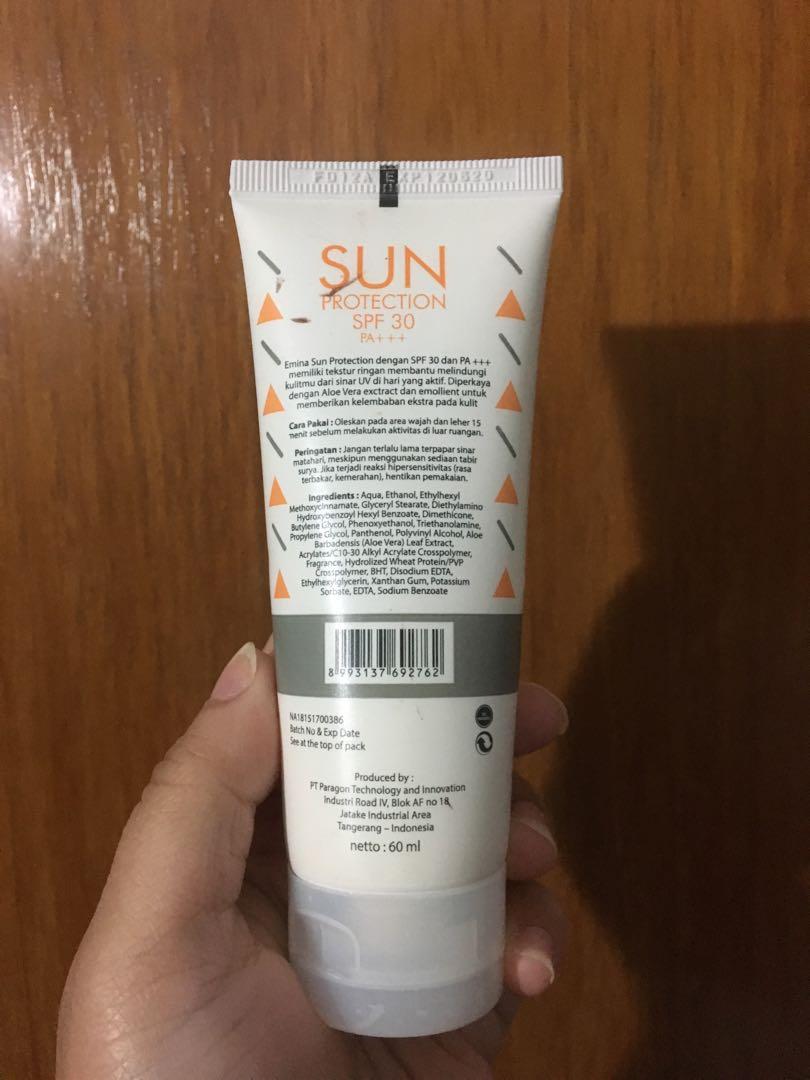 FD12A EXP120620
SUN
PROTECTION
SPF 30
PA+++
Emina Sun Protection dengan SPF 30 dan PA +++
memiliki tekstur ringan membantu melindungi
kulitmu dari sinar UV di hari yang aktif. Diperkaya
dengan Aloe Vera exctract dan emollient untuk
memberikan kelembaban ekstra pada kulit
Cara Pakai : Oleskan pada area wajah dan leher 15
menit sebelum melakukan aktivitas di luar ruangan.
Peringatan : Jangan terlalu lama terpapar sinar
matahari, meskipun menggunakan sediaan tabir
surya. Jika terjadi reaksi hipersensitivitas (rasa
terbakar, kemerahan), hentikan pemakaian.
Ingredients : Aqua, Ethanol, Ethylhexyl
Methoxycinnamate, Glyceryl Stearate, Diethylamino
Hydroxybenzoyl Hexyl Benzoate, Dimethicone,
Butylene Glycol, Phenoxyethanol, Triethanolamine,
Propylene Glycol, Panthenol, Polyvinyl Alcohol, Aloe
Barbadensis (Aloe Vera) Leaf Extract,
Acrylates/C10-30 Alkyl Acrylate Crosspolymer,
Fragrance, Hydrolized Wheat Protein/PVP
Crosspolymer, BHT, Disodium EDTA,
Ethylhexylglycerin, Xanthan Gum, Potassium
Sorbate, EDTA, Sodium Benzoate
8 993137 692762
NA18151700386
Batch No & Exp Date
See at the top of pack
Produced by :
PT Paragon Technology and Innovation
Industri Road IV, Blok AF no 18,
Jatake Industrial Area
Tangerang – Indonesia
netto : 60 ml